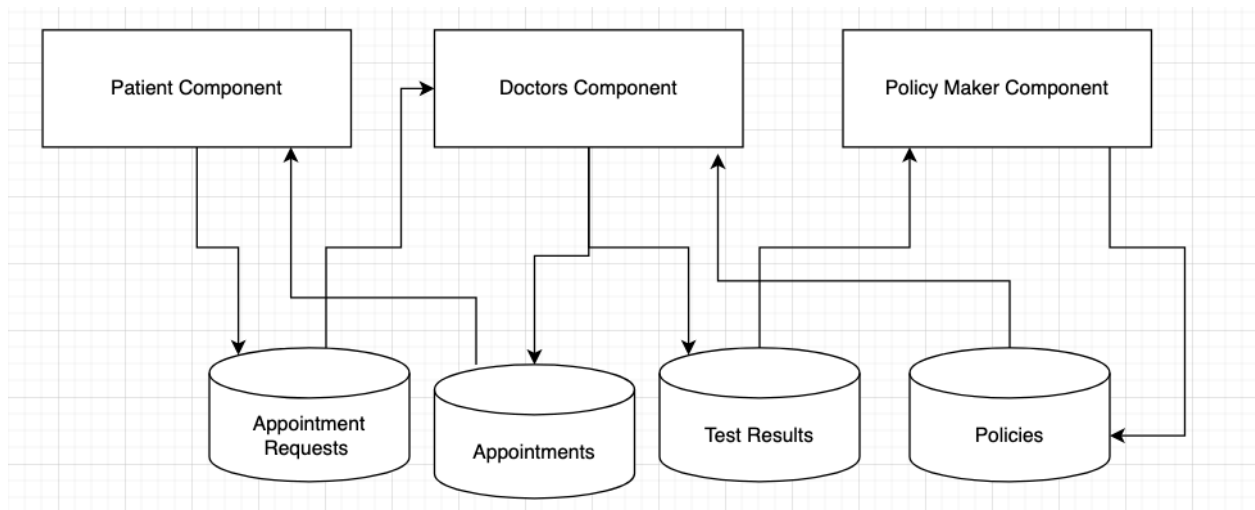 Patient Component
Doctors Component
Policy Maker Component
Appointment
Requests
Appointments
Test Results
Policies